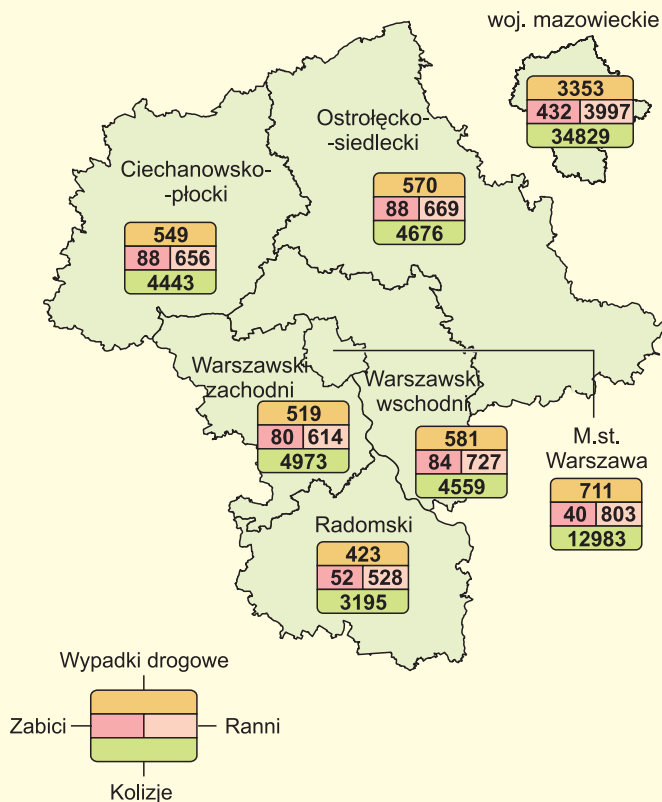 woj. mazowieckie
3353
432 3997
34829
Ostrołęcko-
-siedlecki
570
88 669
4676
Ciechanowsko-
-płocki
549
88 656
4443
Warszawski
zachodni
519
80 614
4973
Warszawski
wschodni
581
84 727
4559
M.st.
Warszawa
711
40 803
12983
Radomski
423
52 528
3195
Wypadki drogowe
Zabici Ranni
Kolizje